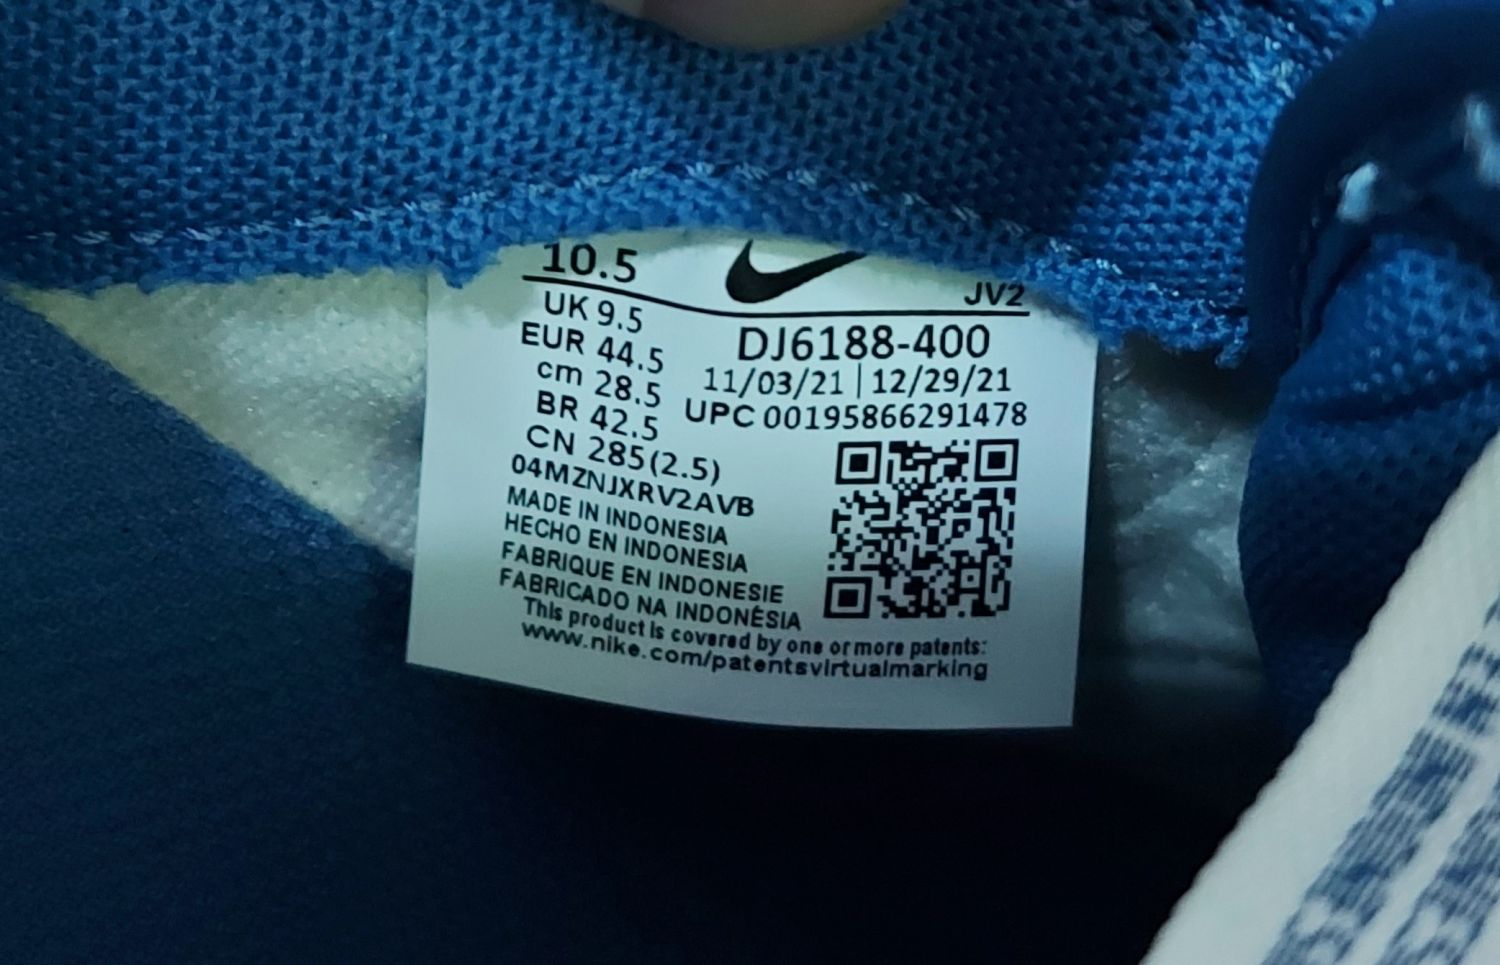 10.5
JV2
UK 9.5
EUR 44.5
cm 28.5
BR 42.5
CN 285(2.5)
DJ6188-400
11/03/21 | 12/29/21
UPC 00195866291478
04MZNJXRV2AVB
MADE IN INDONESIA
HECHO EN INDONESIA
FABRIQUE EN INDONESIE
FABRICADO NA INDONÉSIA
This product is covered by one or more patents:
www.nike.com/patentsvirtualmarking